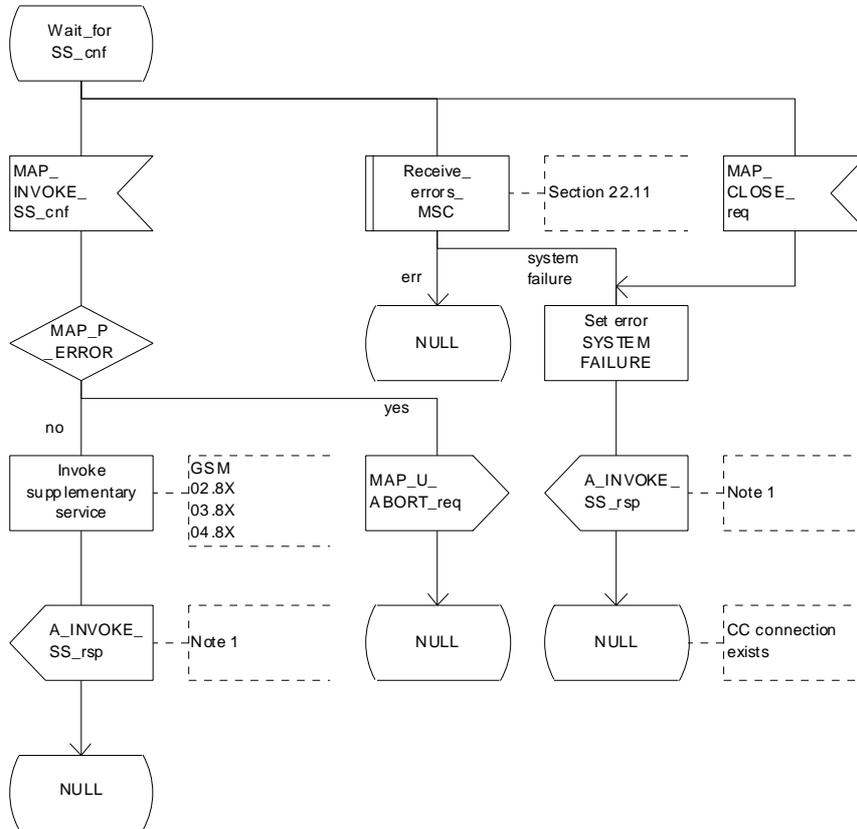 Wait_for
SS_cnf
MAP_
INVOKE_
SS_cnf
Receive_
errors_
MSC
Section 22.11
MAP_
CLOSE_
req
err
system
failure
MAP_P
_ERROR
NULL
Set error
SYSTEM
FAILURE
no
yes
Invoke
supplementary
service
GSM
02.8X
03.8X
04.8X
MAP_U_
ABORT_req
A_INVOKE_
SS_rsp
Note 1
A_INVOKE_
SS_rsp
Note 1
NULL
NULL
CC connection
exists
NULL